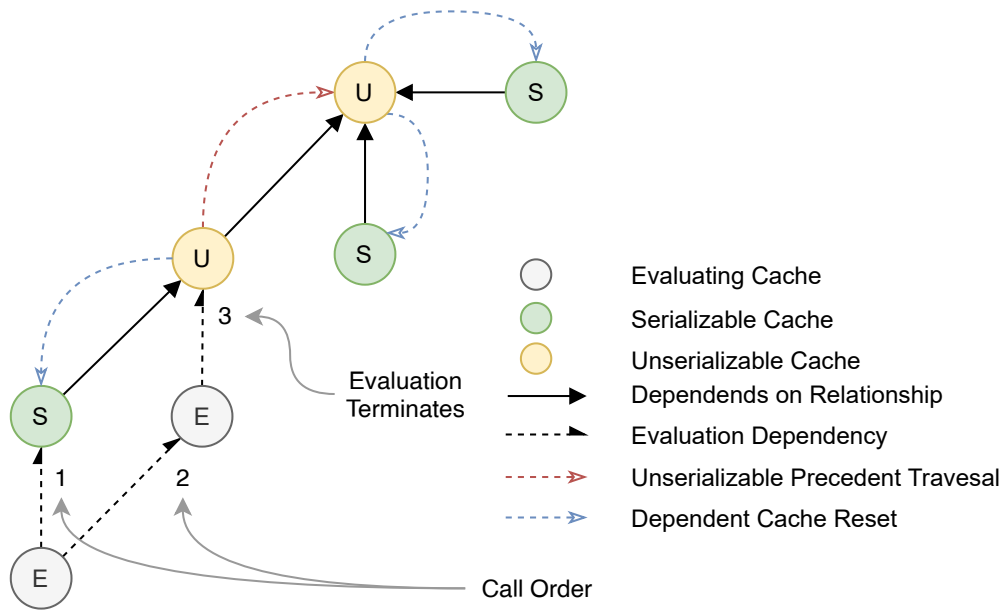 U
S
U
S
3
Evaluating Cache
Serializable Cache
Unserializable Cache
Dependends on Relationship
Evaluation Dependency
Unserializable Precedent Travesal
Dependent Cache Reset
Evaluation
Terminates
S
E
1
2
E
Call Order